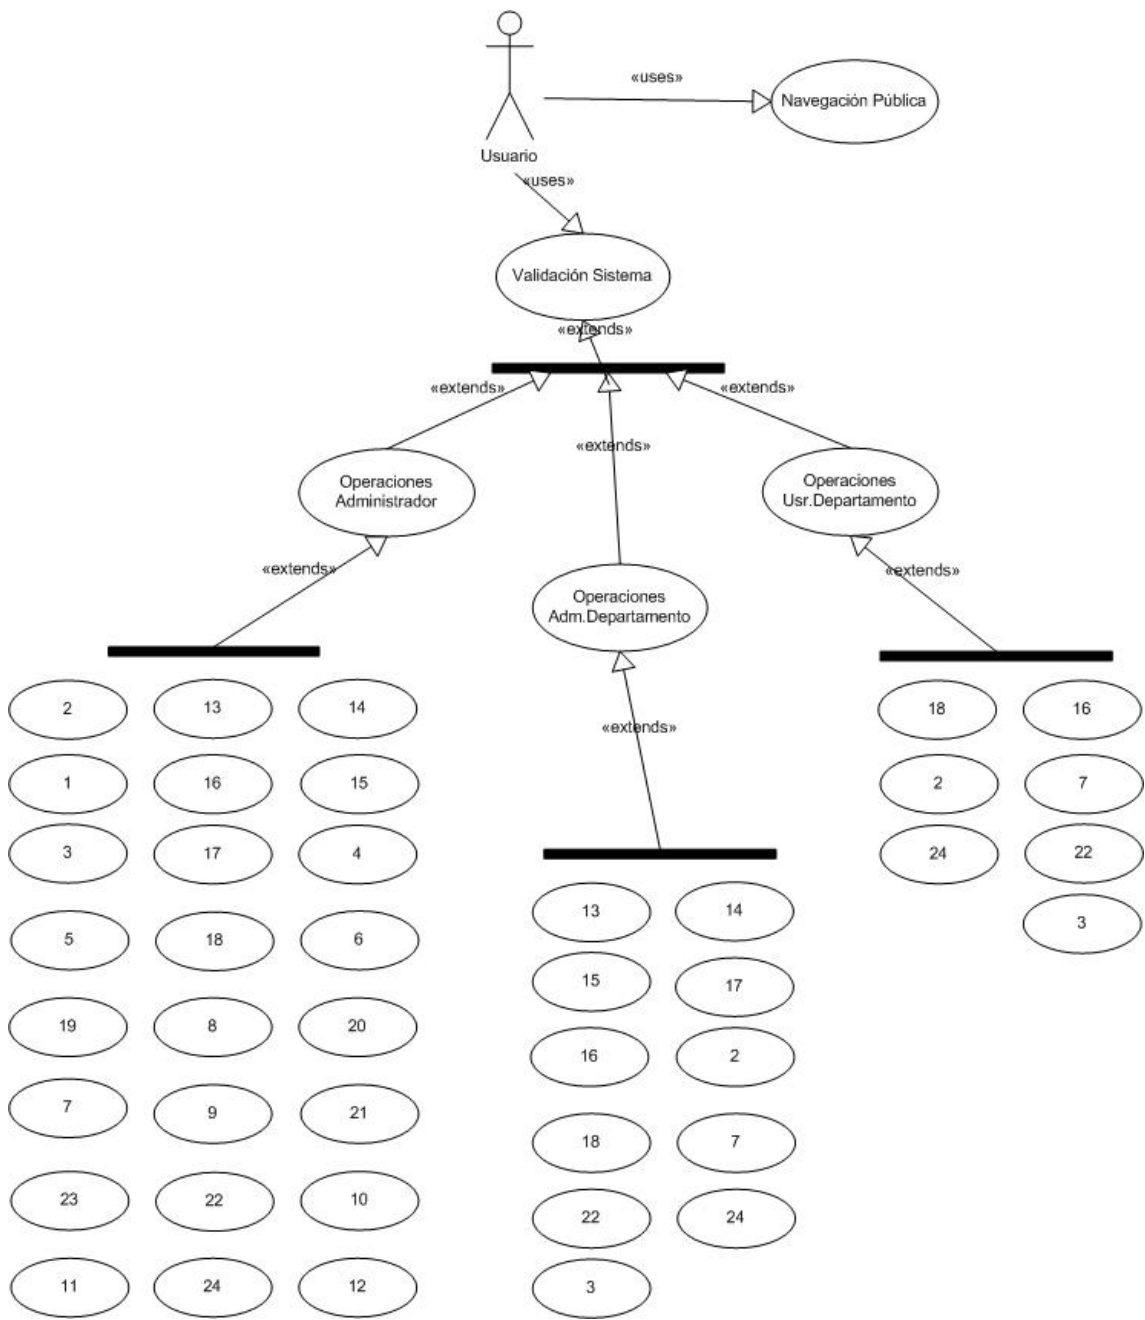 «uses»
Navegación Pública
Usuario
«uses»
Validación Sistema
«extends»
«extends»
«extends»
«extends»
Operaciones
Administrador
Operaciones
Usr.Departamento
«extends»
«extends»
Operaciones
Adm.Departamento
«extends»
2 13 14
1 16 15
3 17 4
5 18 6
19 8 20
7 9 21
23 22 10
11 24 12
13 14
15 17
16 2
18 7
22 24
3
18 16
2 7
24 22
3